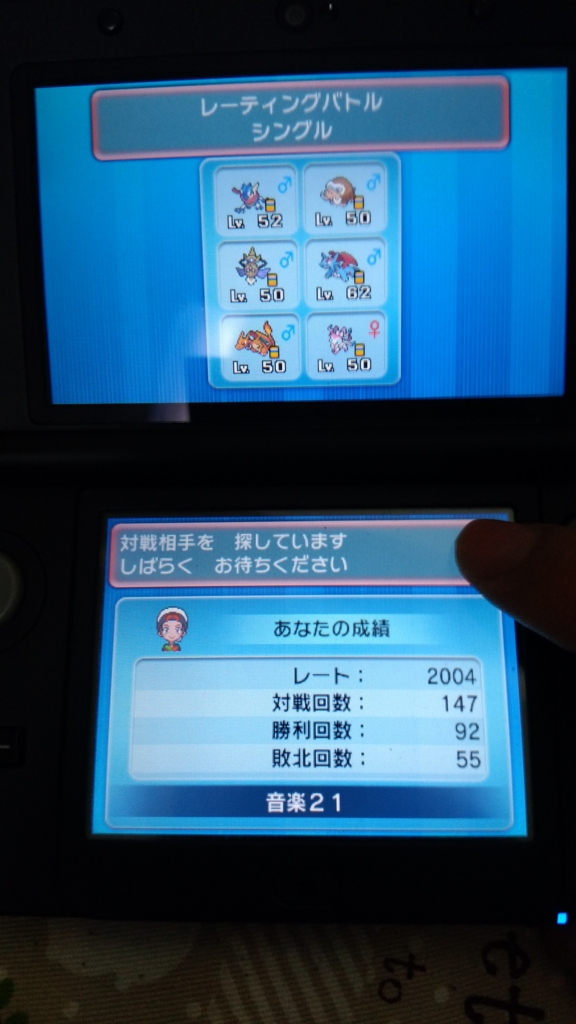 レーティングバトル
シングル
♂ ♂
Lv. 52 Lv. 50
♂ ♂
Lv. 50 Lv. 62
♂ ♀
Lv. 50 Lv. 50
対戦相手を 探しています
しばらく お待ちください
あなたの成績
レート： 2004
対戦回数： 147
勝利回数： 92
敗北回数： 55
音楽21
to
et